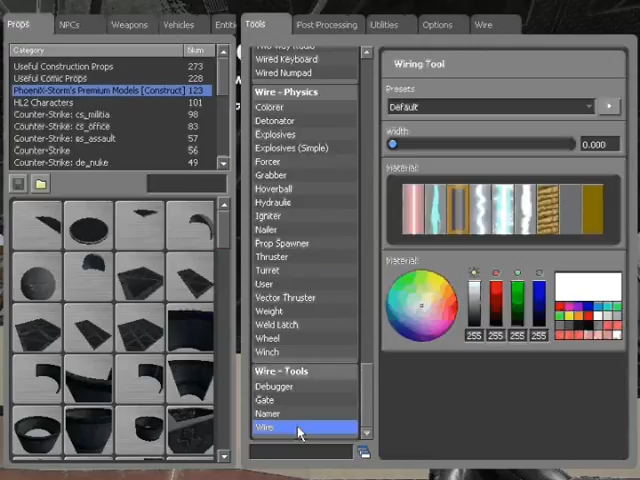 Props NPCs Weapons Vehicles Entiti
Category Num
Useful Construction Props 273
Useful Comic Props 228
PhoeniX-Storm's Premium Models [Construct] 123
HL2 Characters 101
Counter-Strike: cs_militia 98
Counter-Strike: cs_office 83
Counter-Strike: as_assault 57
Counter-Strike 56
Counter-Strike: de_nuke 49
Tools Post Processing Utilities Options Wire
Two Way Radio
Wired Keyboard
Wired Numpad
Wire - Physics
Colorer
Detonator
Explosives
Explosives (Simple)
Forcer
Grabber
Hoverball
Hydraulic
Igniter
Nailer
Prop Spawner
Thruster
Turret
User
Vector Thruster
Weight
Weld Latch
Wheel
Winch
Wire - Tools
Debugger
Gate
Namer
Wire
Wiring Tool
Presets
Default
Width:
0.000
Material:
Material:
255 255 255 255